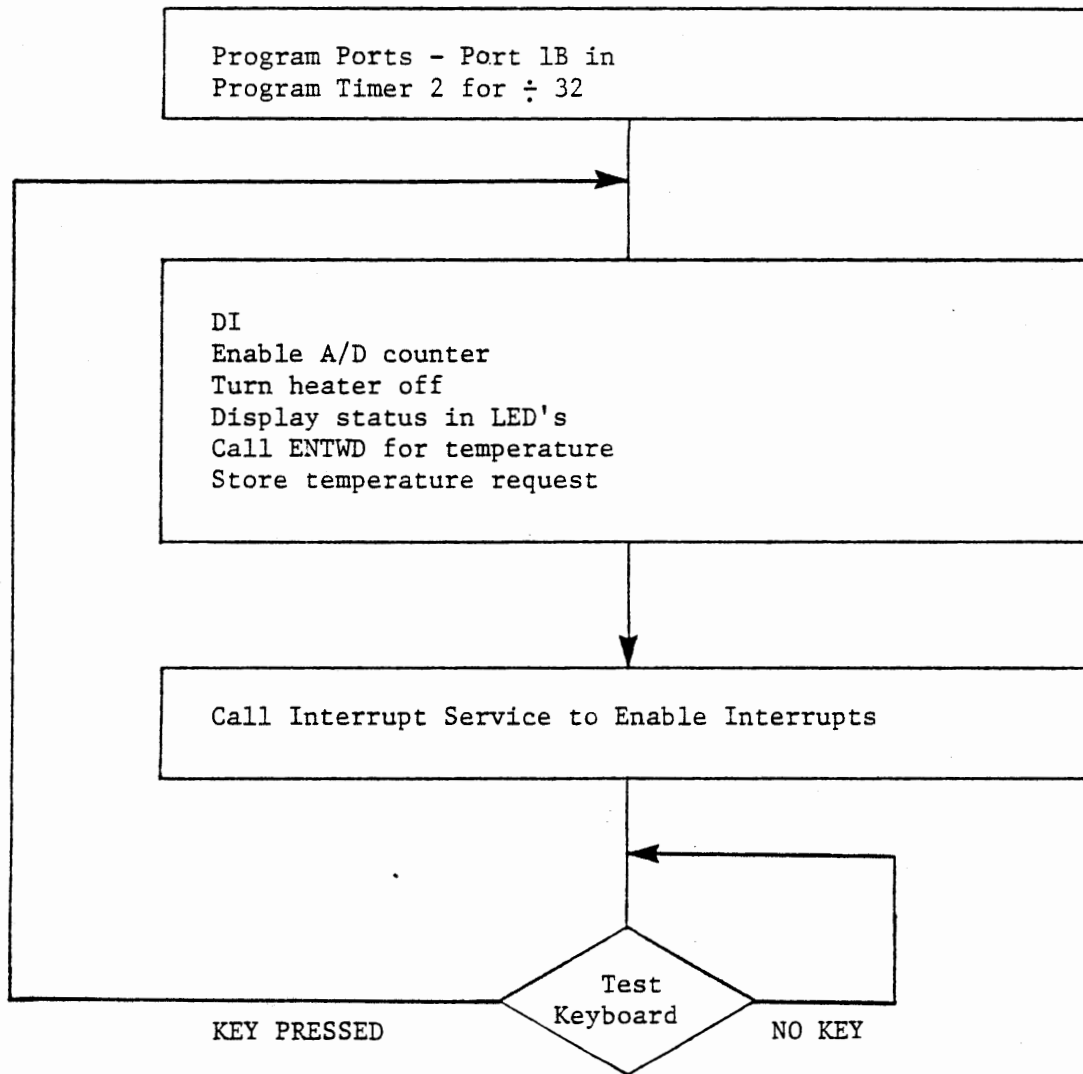 Program Ports - Port 1B in
Program Timer 2 for ÷ 32
DI
Enable A/D counter
Turn heater off
Display status in LED's
Call ENTWD for temperature
Store temperature request
Call Interrupt Service to Enable Interrupts
Test
Keyboard
KEY PRESSED
NO KEY